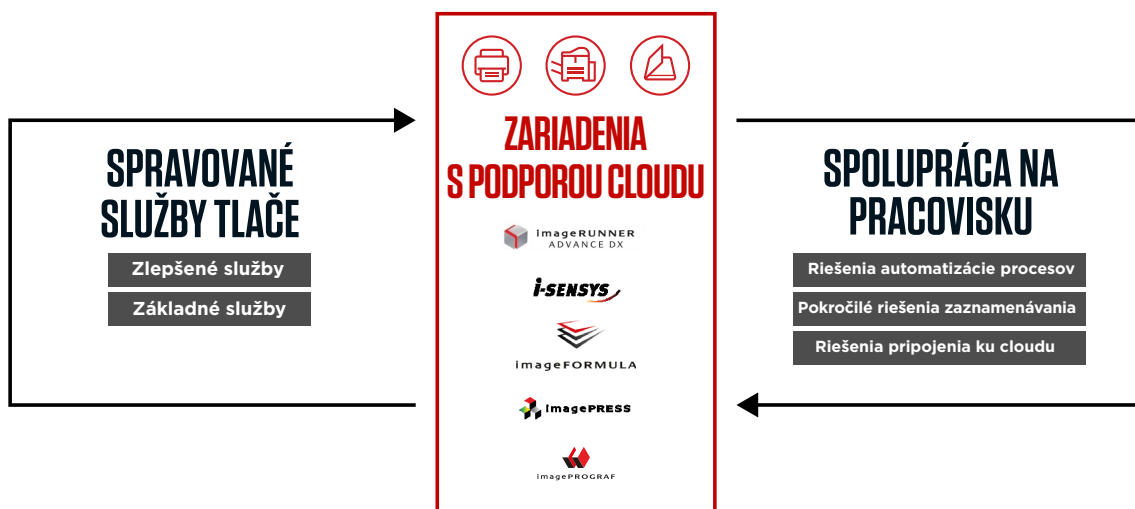 SPRAVOVANÉ
SLUŽBY TLAČE
Zlepšené služby
Základné služby
ZARIADENIA
S PODPOROU CLOUDU
imageRUNNER
ADVANCE DX
i-SENSYS
imageFORMULA
imagePRESS
imagePROGRAF
SPOLUPRÁCA NA
PRACOVISKU
Riešenia automatizácie procesov
Pokročilé riešenia zaznamenávania
Riešenia pripojenia ku cloudu